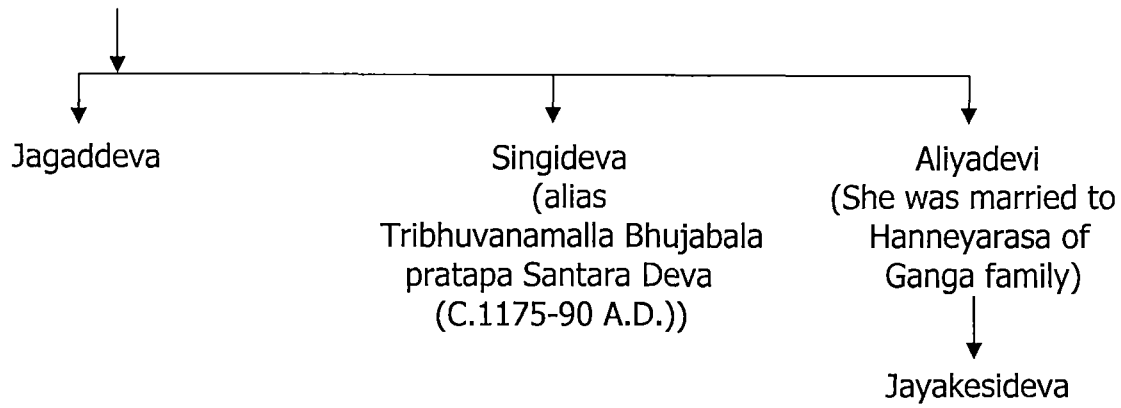 Jagaddeva
Singideva
(alias
Tribhuvanamalla Bhujabala
pratapa Santara Deva
(C.1175-90 A.D.))
Aliyadevi
(She was married to
Hanneyarasa of
Ganga family)
Jayakesideva